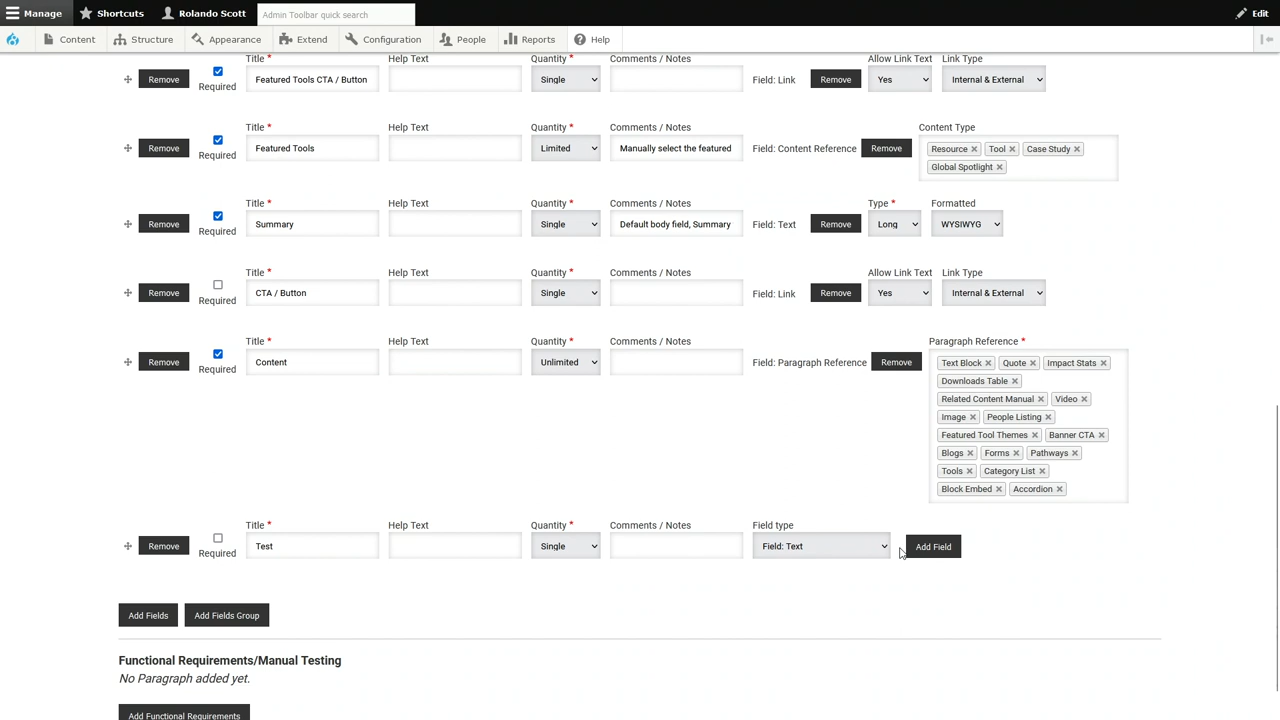 Manage Shortcuts Rolando Scott Admin Toolbar quick search Edit
Content Structure Appearance Extend Configuration People Reports Help
Title * Help Text Quantity * Comments / Notes Allow Link Text Link Type
Remove Required Featured Tools CTA / Button Single Field: Link Remove Yes Internal & External
Title * Help Text Quantity * Comments / Notes Content Type
Remove Required Featured Tools Limited Manually select the featured Field: Content Reference Remove Resource Tool Case Study
Global Spotlight
Title * Help Text Quantity * Comments / Notes Type * Formatted
Remove Required Summary Single Default body field, Summary Field: Text Remove Long WYSIWYG
Title * Help Text Quantity * Comments / Notes Allow Link Text Link Type
Remove Required CTA / Button Single Field: Link Remove Yes Internal & External
Title * Help Text Quantity * Comments / Notes Paragraph Reference *
Remove Required Content Unlimited Field: Paragraph Reference Remove Text Block Quote Impact Stats
Downloads Table
Related Content Manual Video
Image People Listing
Featured Tool Themes Banner CTA
Blogs Forms Pathways
Tools Category List
Block Embed Accordion
Title * Help Text Quantity * Comments / Notes Field type
Remove Required Test Single Field: Text Add Field
Add Fields Add Fields Group
Functional Requirements/Manual Testing
No Paragraph added yet.
Add Functional Requirements